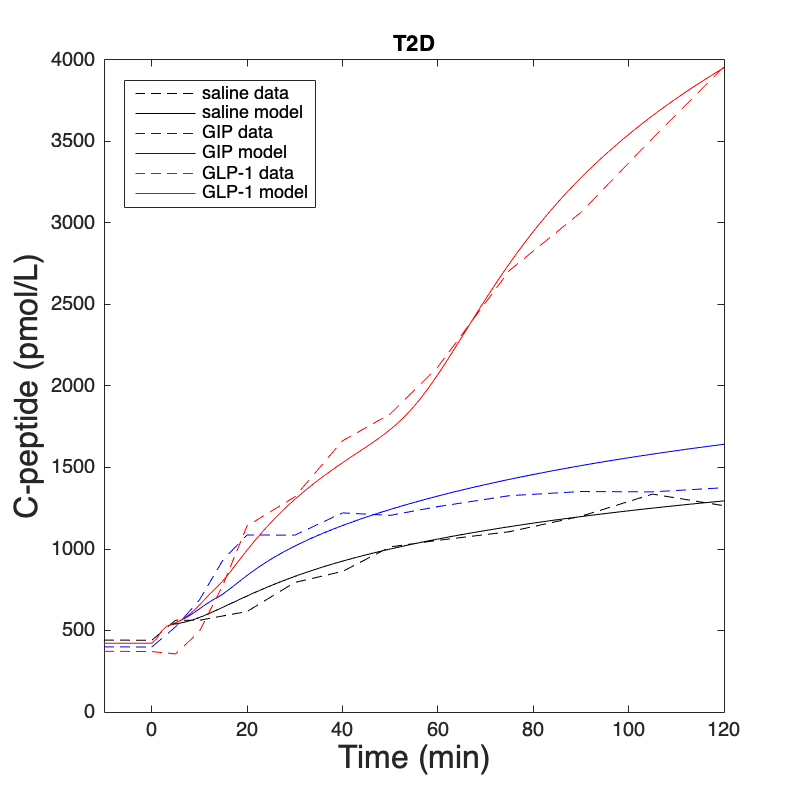 T2D
4000
3500
3000
2500
2000
1500
1000
500
0
saline data
saline model
GIP data
GIP model
GLP-1 data
GLP-1 model
C-peptide (pmol/L)
0 20 40 60 80 100 120
Time (min)